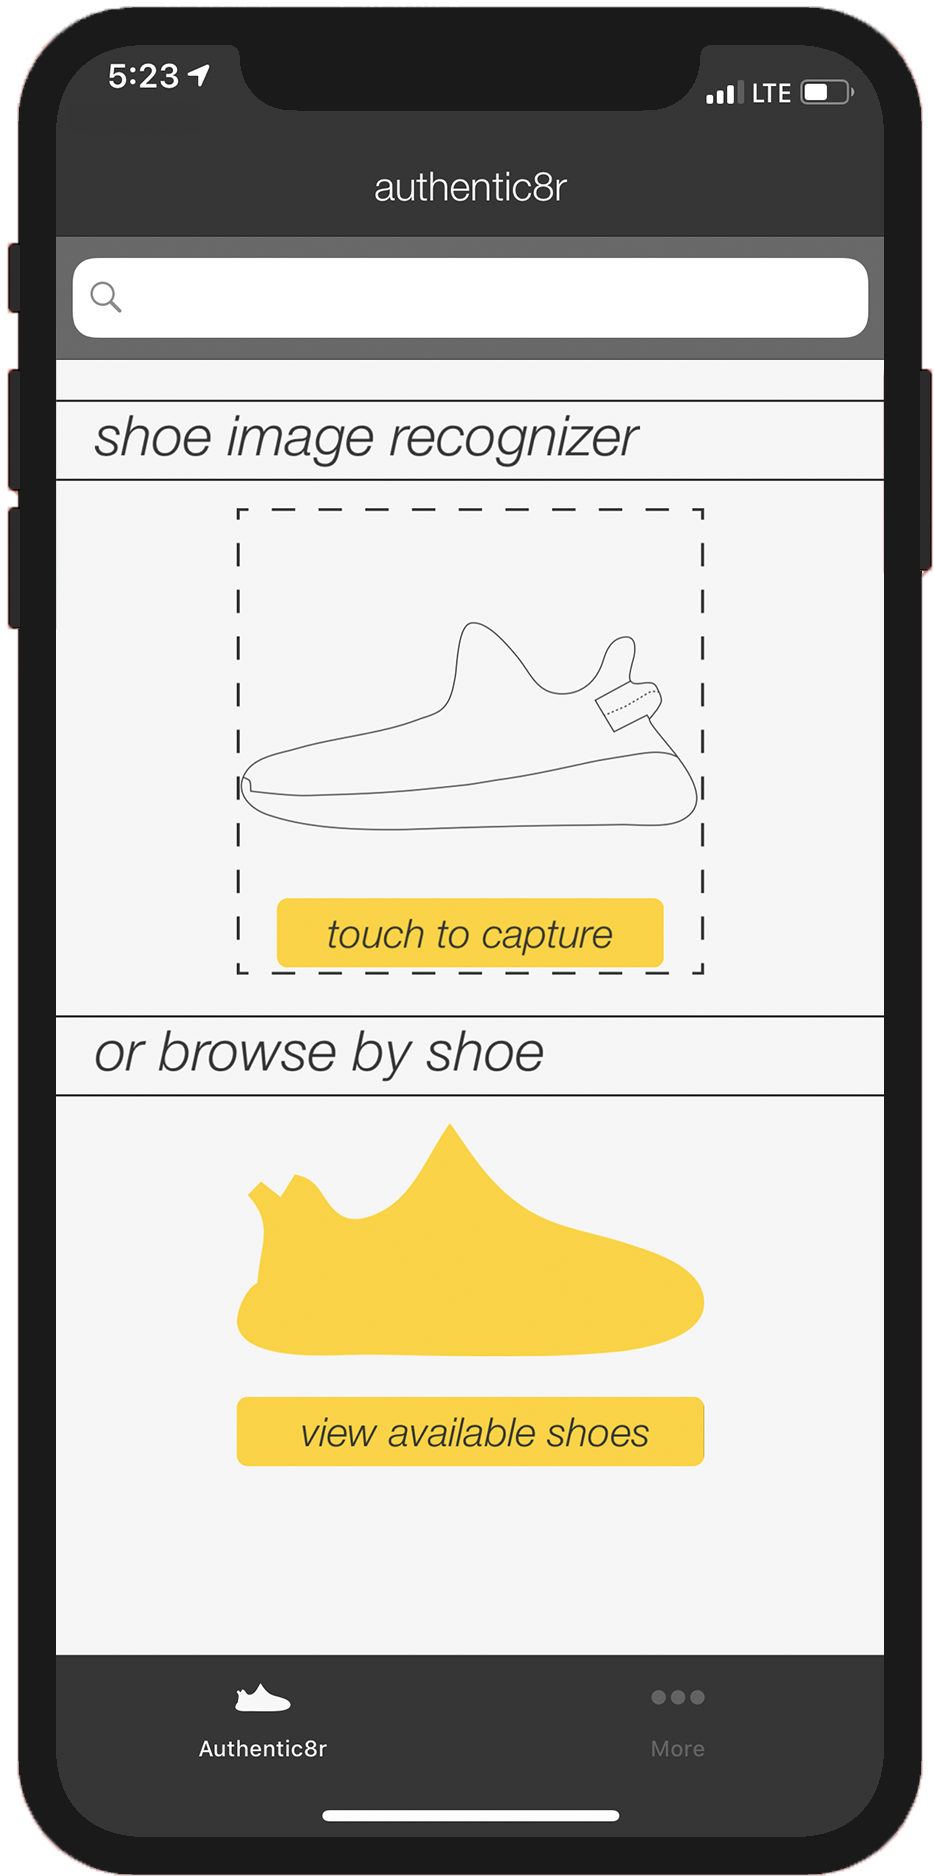 5:23
LTE
authentic8r
shoe image recognizer
touch to capture
or browse by shoe
view available shoes
Authentic8r
More